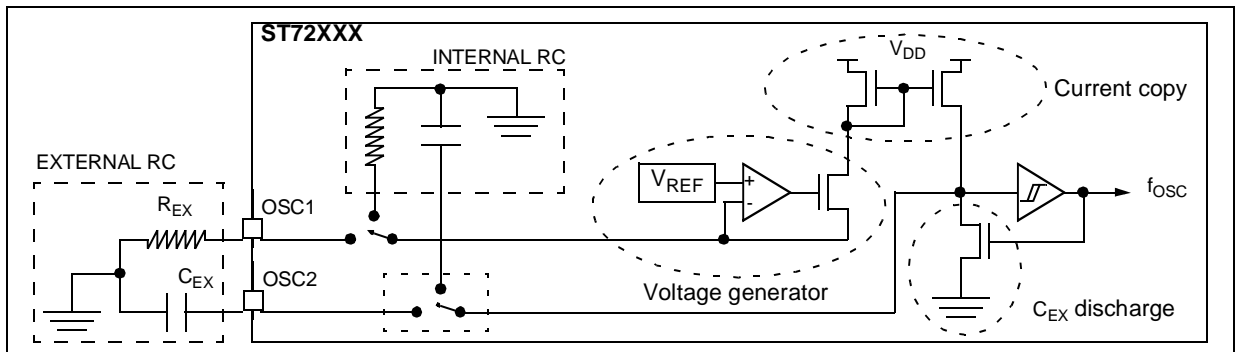 ST72XXX
INTERNAL RC
VDD
Current copy
EXTERNAL RC
VREF
+
-
fOSC
REX
OSC1
CEX
OSC2
Voltage generator
CEX discharge